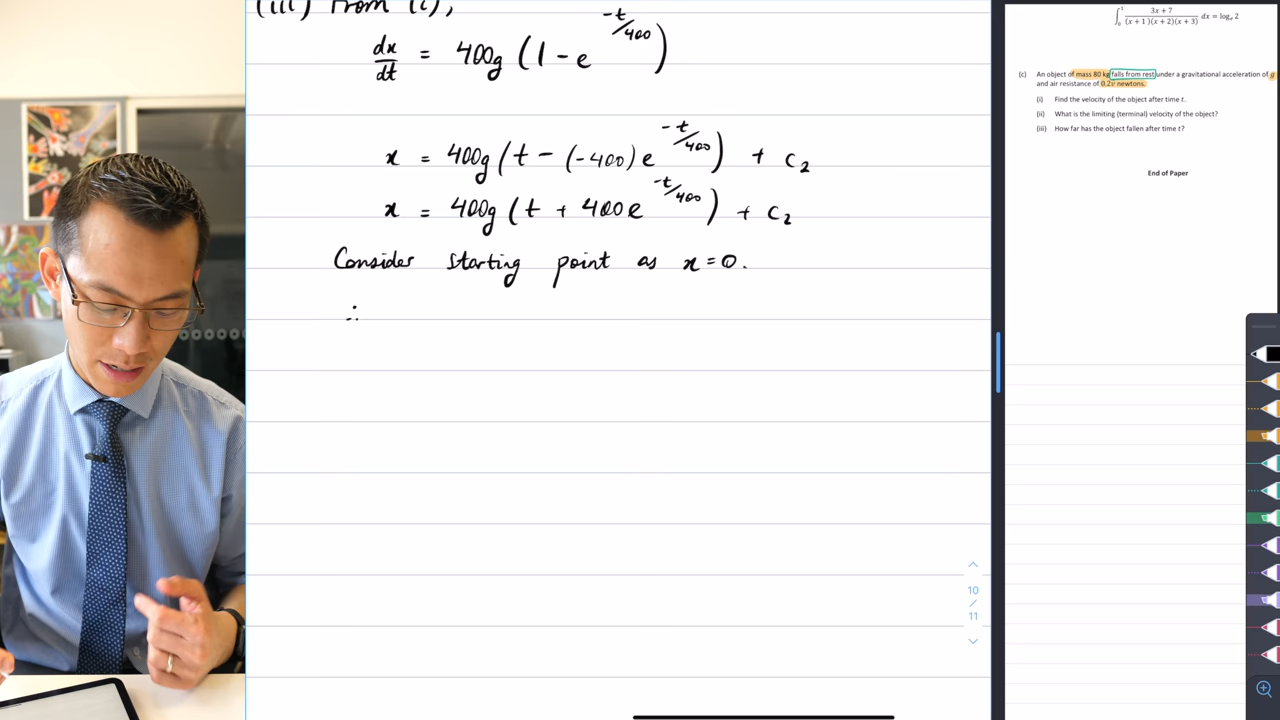 (iii) From (i),
dx/dt = 400g (1 - e^(-t/400))
x = 400g (t - (-400) e^(-t/400)) + c₂
x = 400g (t + 400e^(-t/400)) + c₂
Consider starting point as x = 0.
∴
10
/
11
∫₀¹ (3x + 7)/((x + 1)(x + 2)(x + 3)) dx = logₑ 2
(c) An object of mass 80 kg falls from rest under a gravitational acceleration of g
and air resistance of 0.2v newtons.
(i) Find the velocity of the object after time t.
(ii) What is the limiting (terminal) velocity of the object?
(iii) How far has the object fallen after time t?
End of Paper